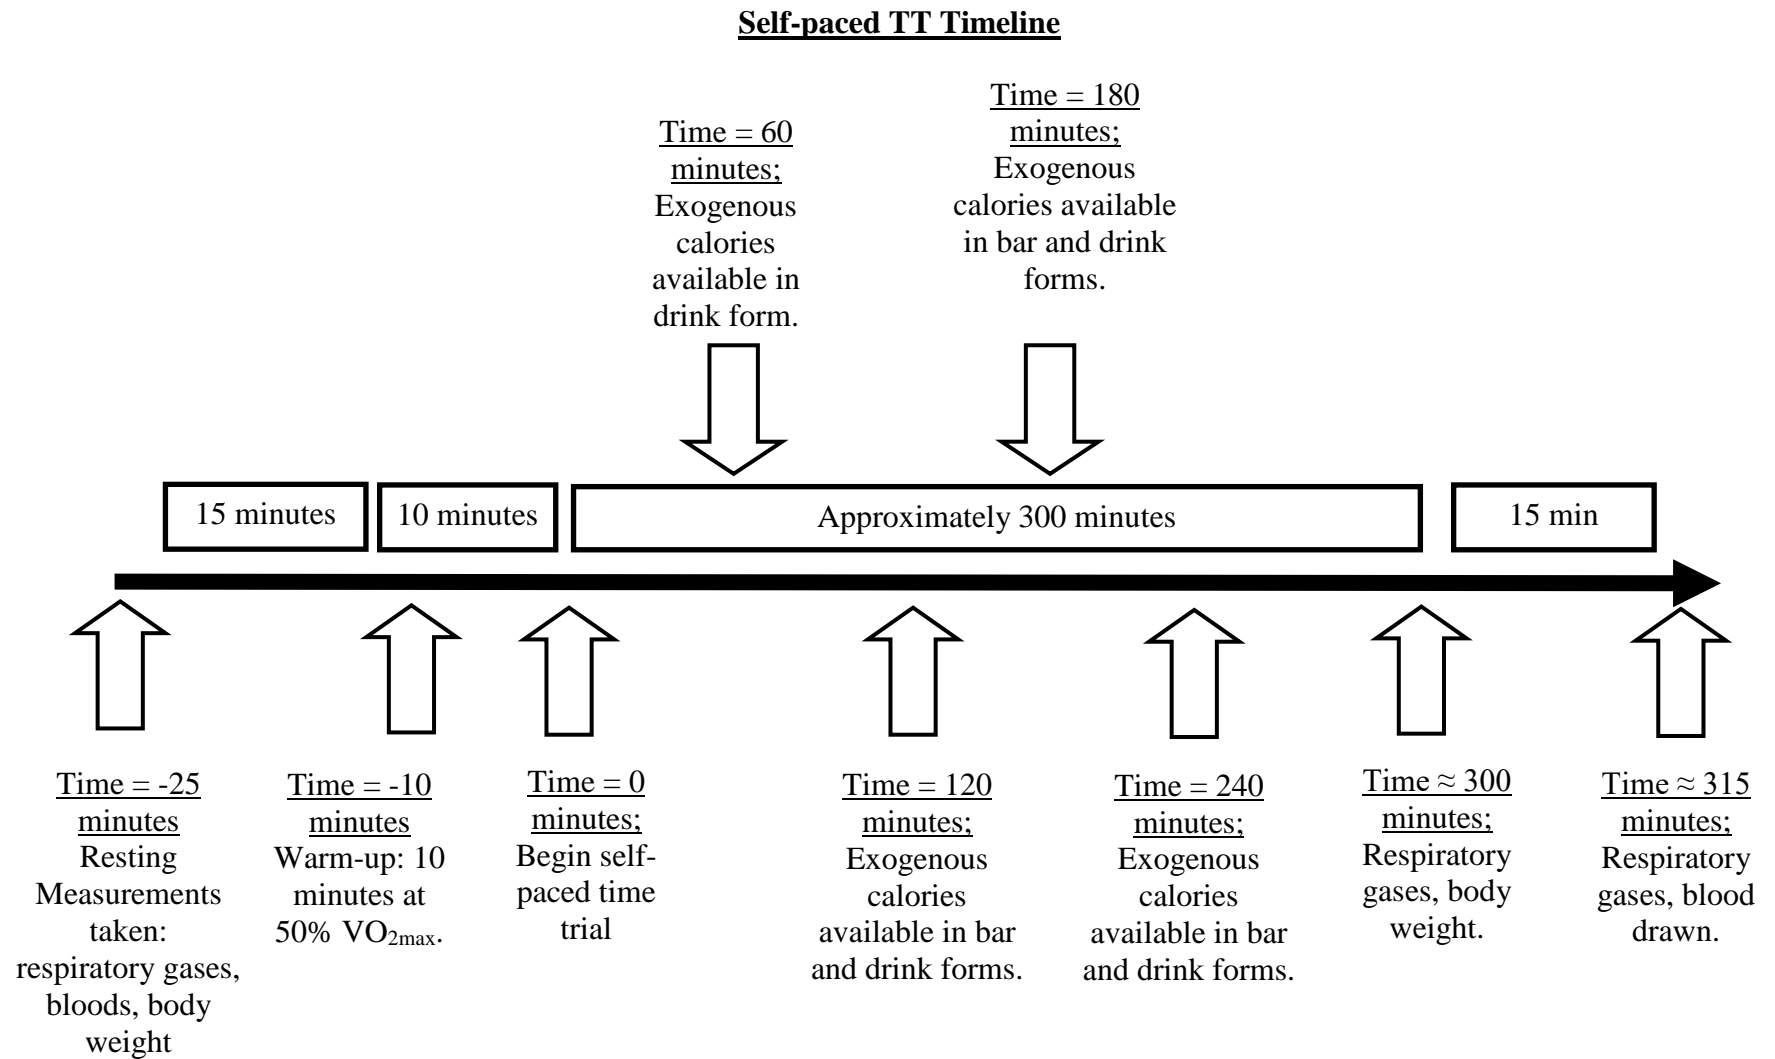 Self-paced TT Timeline
Time = 60
minutes;
Exogenous
calories
available in
drink form.
Time = 180
minutes;
Exogenous
calories available
in bar and drink
forms.
15 minutes
10 minutes
Approximately 300 minutes
15 min
Time = -25
minutes
Resting
Measurements
taken:
respiratory gases,
bloods, body
weight
Time = -10
minutes
Warm-up: 10
minutes at
50% VO2max.
Time = 0
minutes;
Begin self-
paced time
trial
Time = 120
minutes;
Exogenous
calories
available in bar
and drink forms.
Time = 240
minutes;
Exogenous
calories
available in bar
and drink forms.
Time ≈ 300
minutes;
Respiratory
gases, body
weight.
Time ≈ 315
minutes;
Respiratory
gases, blood
drawn.